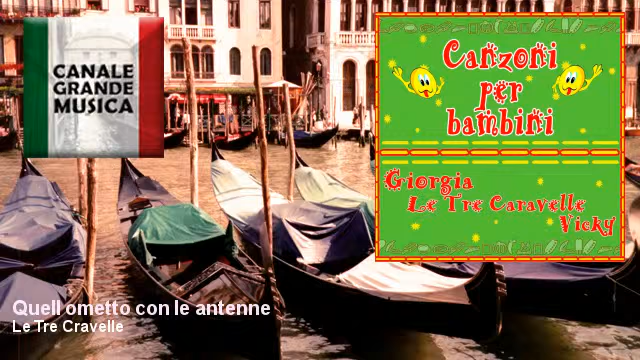 CANALE
GRANDE
MUSICA
Canzoni
per
bambini
Giorgia
Le Tre Caravelle
Vicky
Quell ometto con le antenne
Le Tre Cravelle